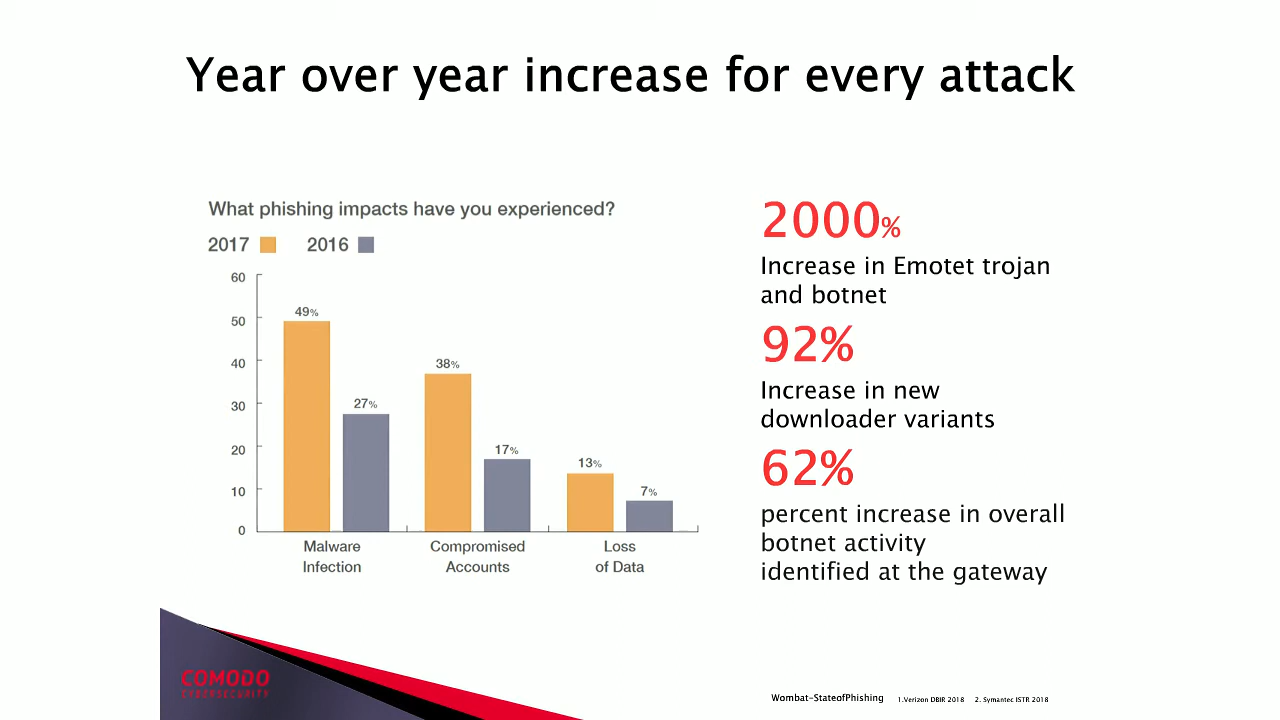 Year over year increase for every attack
What phishing impacts have you experienced?
2017 2016
60
50
40
30
20
10
0
49%
27%
38%
17%
13%
7%
Malware
Infection
Compromised
Accounts
Loss
of Data
2000%
Increase in Emotet trojan
and botnet
92%
Increase in new
downloader variants
62%
percent increase in overall
botnet activity
identified at the gateway
COMODO
CYBERSECURITY
Wombat-StateofPhishing 1.Verizon DBIR 2018 2. Symantec ISTR 2018